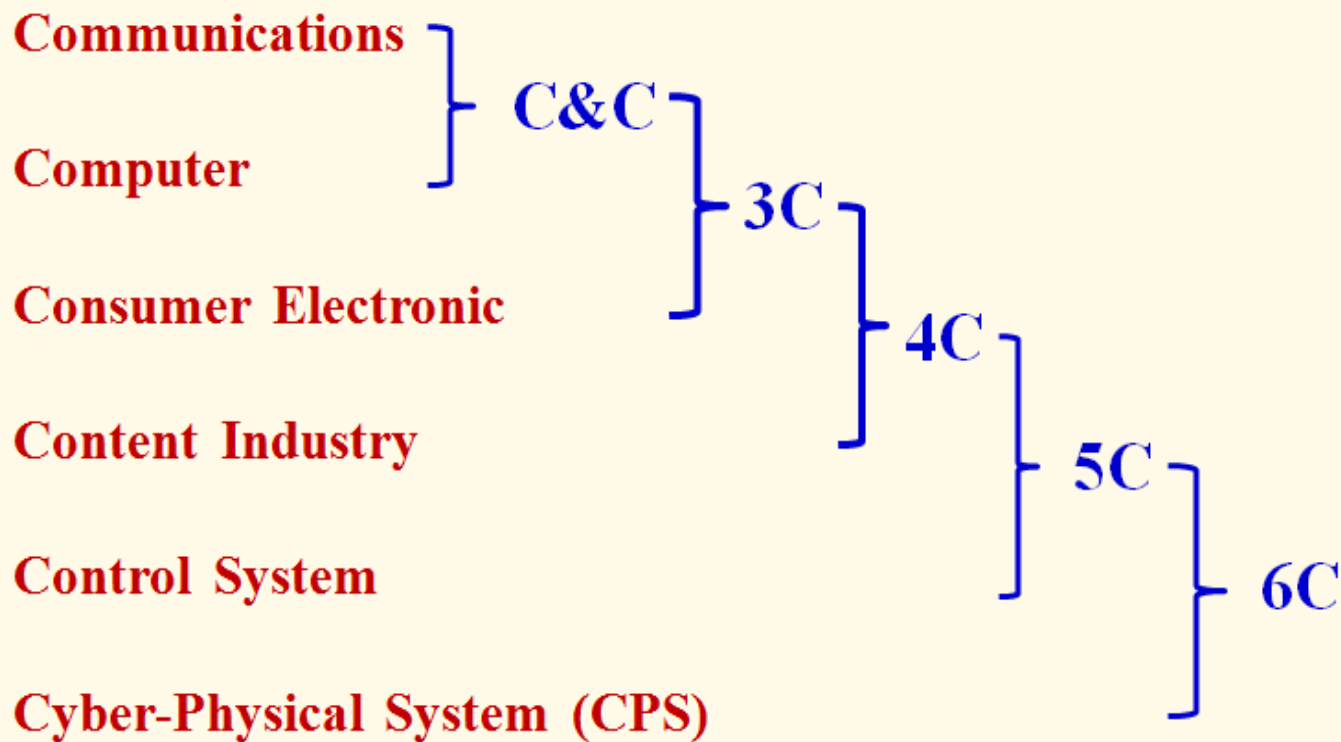 Communications
C&C
Computer
3C
Consumer Electronic
4C
Content Industry
5C
Control System
6C
Cyber-Physical System (CPS)